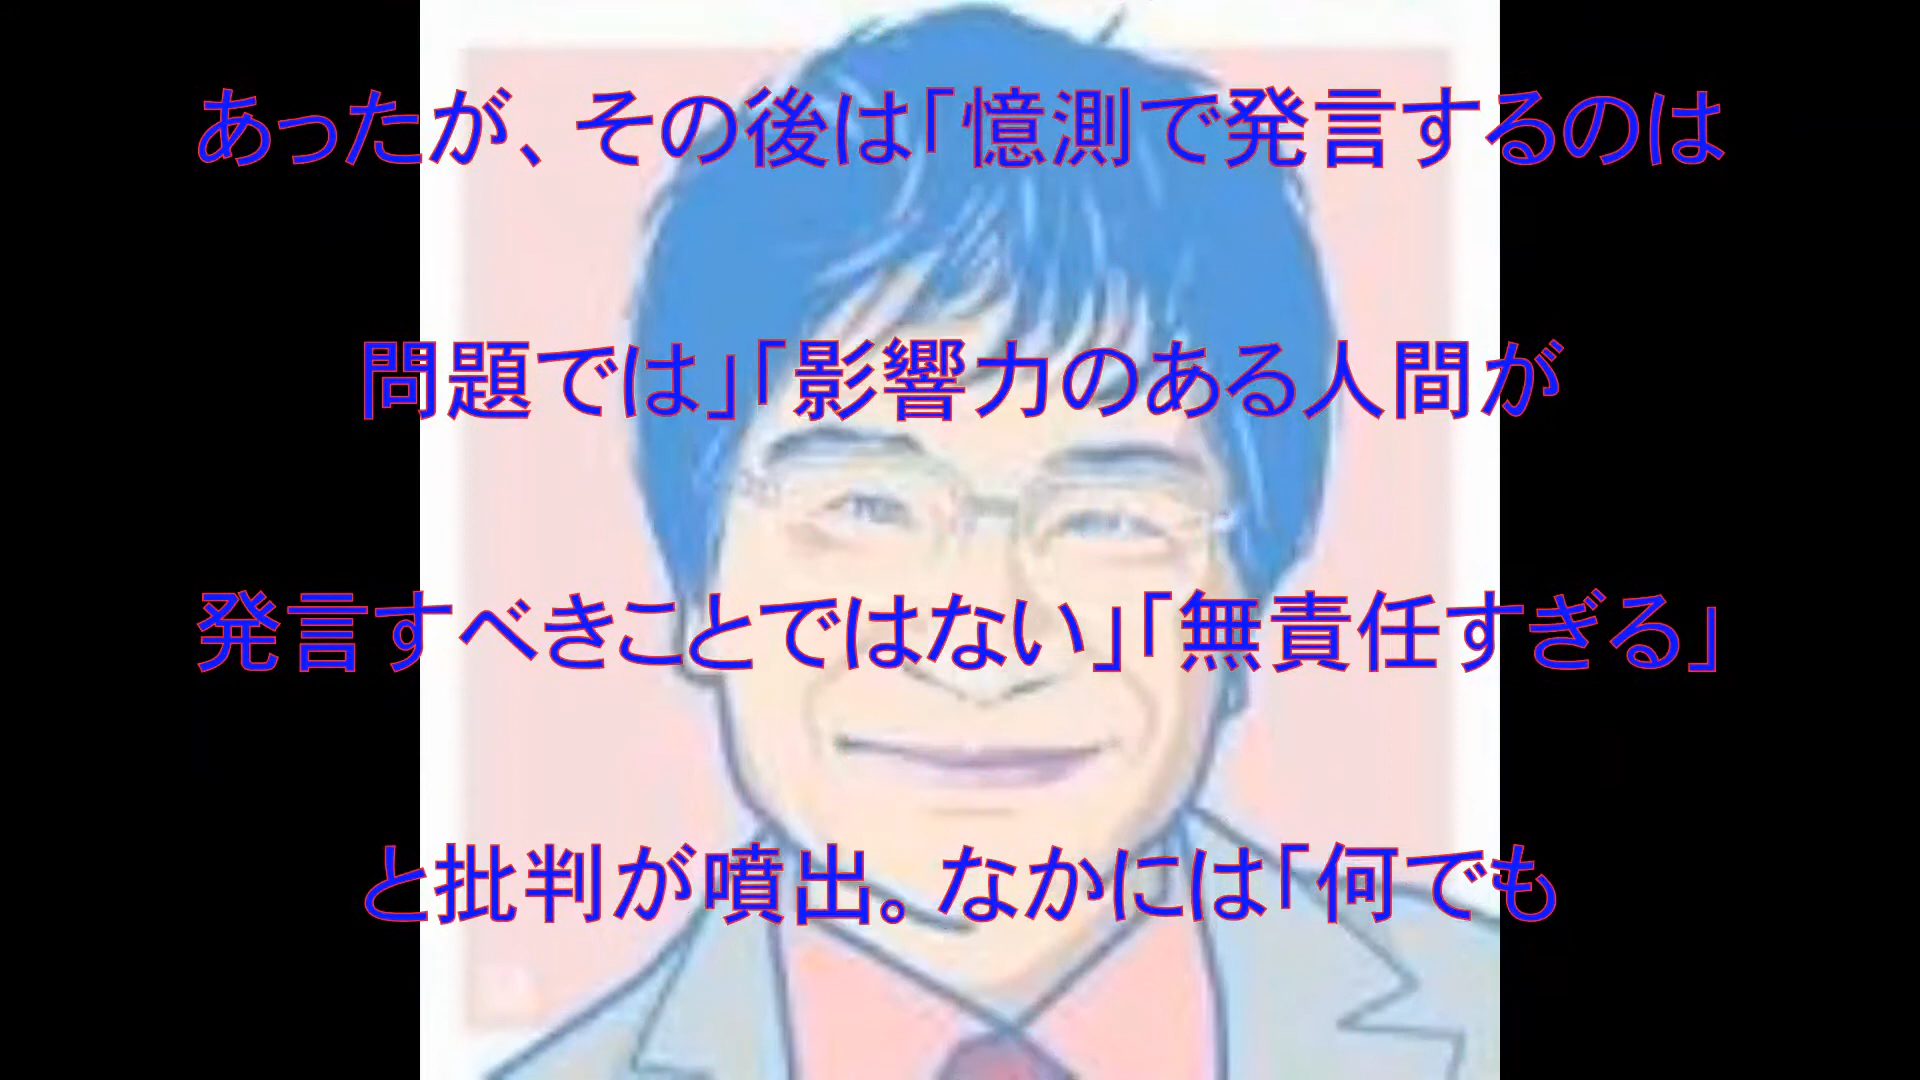 あったが、その後は「憶測で発言するのは
問題では」「影響力のある人間が
発言すべきことではない」「無責任すぎる」
と批判が噴出。なかには「何でも